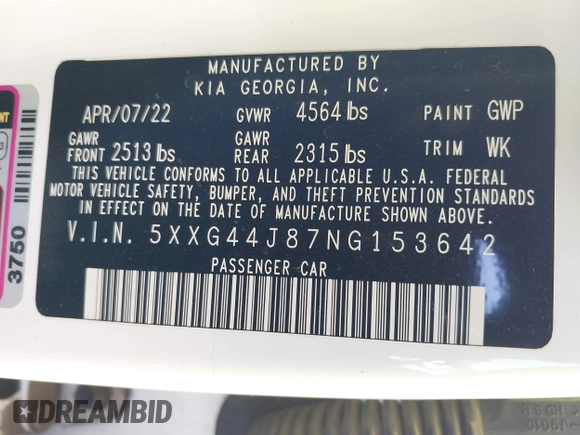 MANUFACTURED BY
KIA GEORGIA, INC.
APR/07/22 GVWR 4564 lbs PAINT GWP
GAWR FRONT 2513 lbs GAWR REAR 2315 lbs TRIM WK
THIS VEHICLE CONFORMS TO ALL APPLICABLE U.S.A. FEDERAL
MOTOR VEHICLE SAFETY, BUMPER, AND THEFT PREVENTION STANDARDS
IN EFFECT ON THE DATE OF MANUFACTURE SHOWN ABOVE.
V.I.N. 5XXG44J87NG153642
PASSENGER CAR
3750
DREAMBID